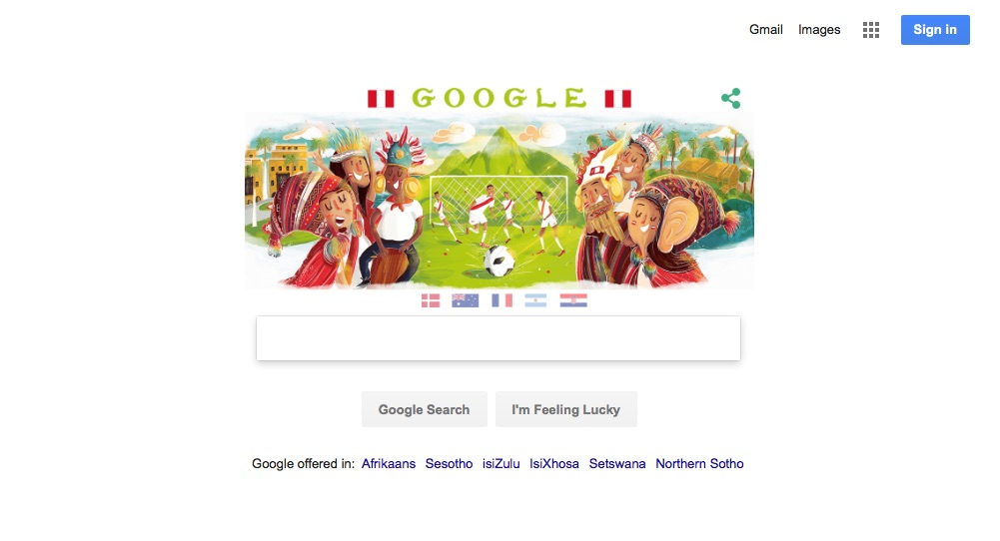 Gmail Images Sign in
GOOGLE
Google Search I'm Feeling Lucky
Google offered in: Afrikaans Sesotho isiZulu IsiXhosa Setswana Northern Sotho